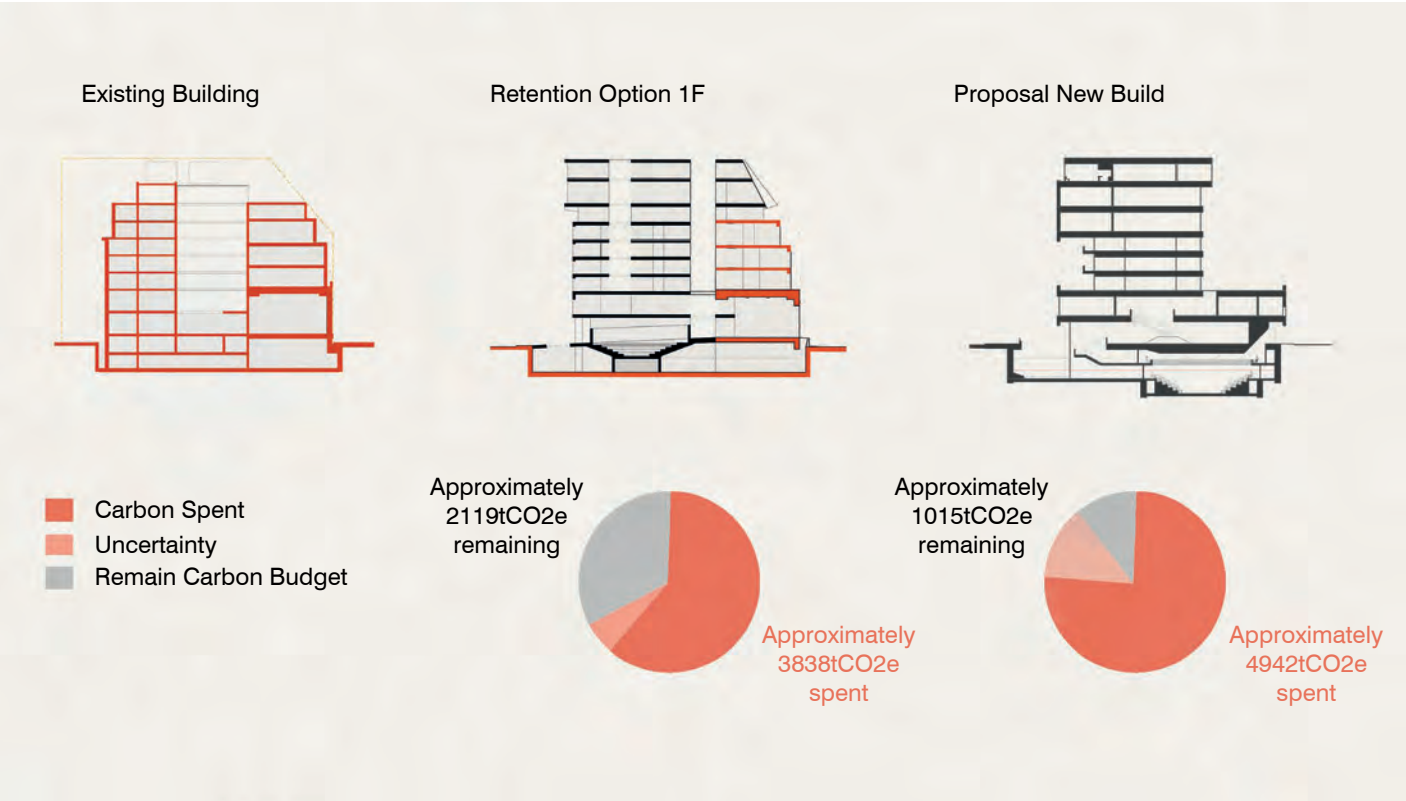 Existing Building
Retention Option 1F
Proposal New Build
Carbon Spent
Uncertainty
Remain Carbon Budget
Approximately
2119tCO2e
remaining
Approximately
3838tCO2e
spent
Approximately
1015tCO2e
remaining
Approximately
4942tCO2e
spent